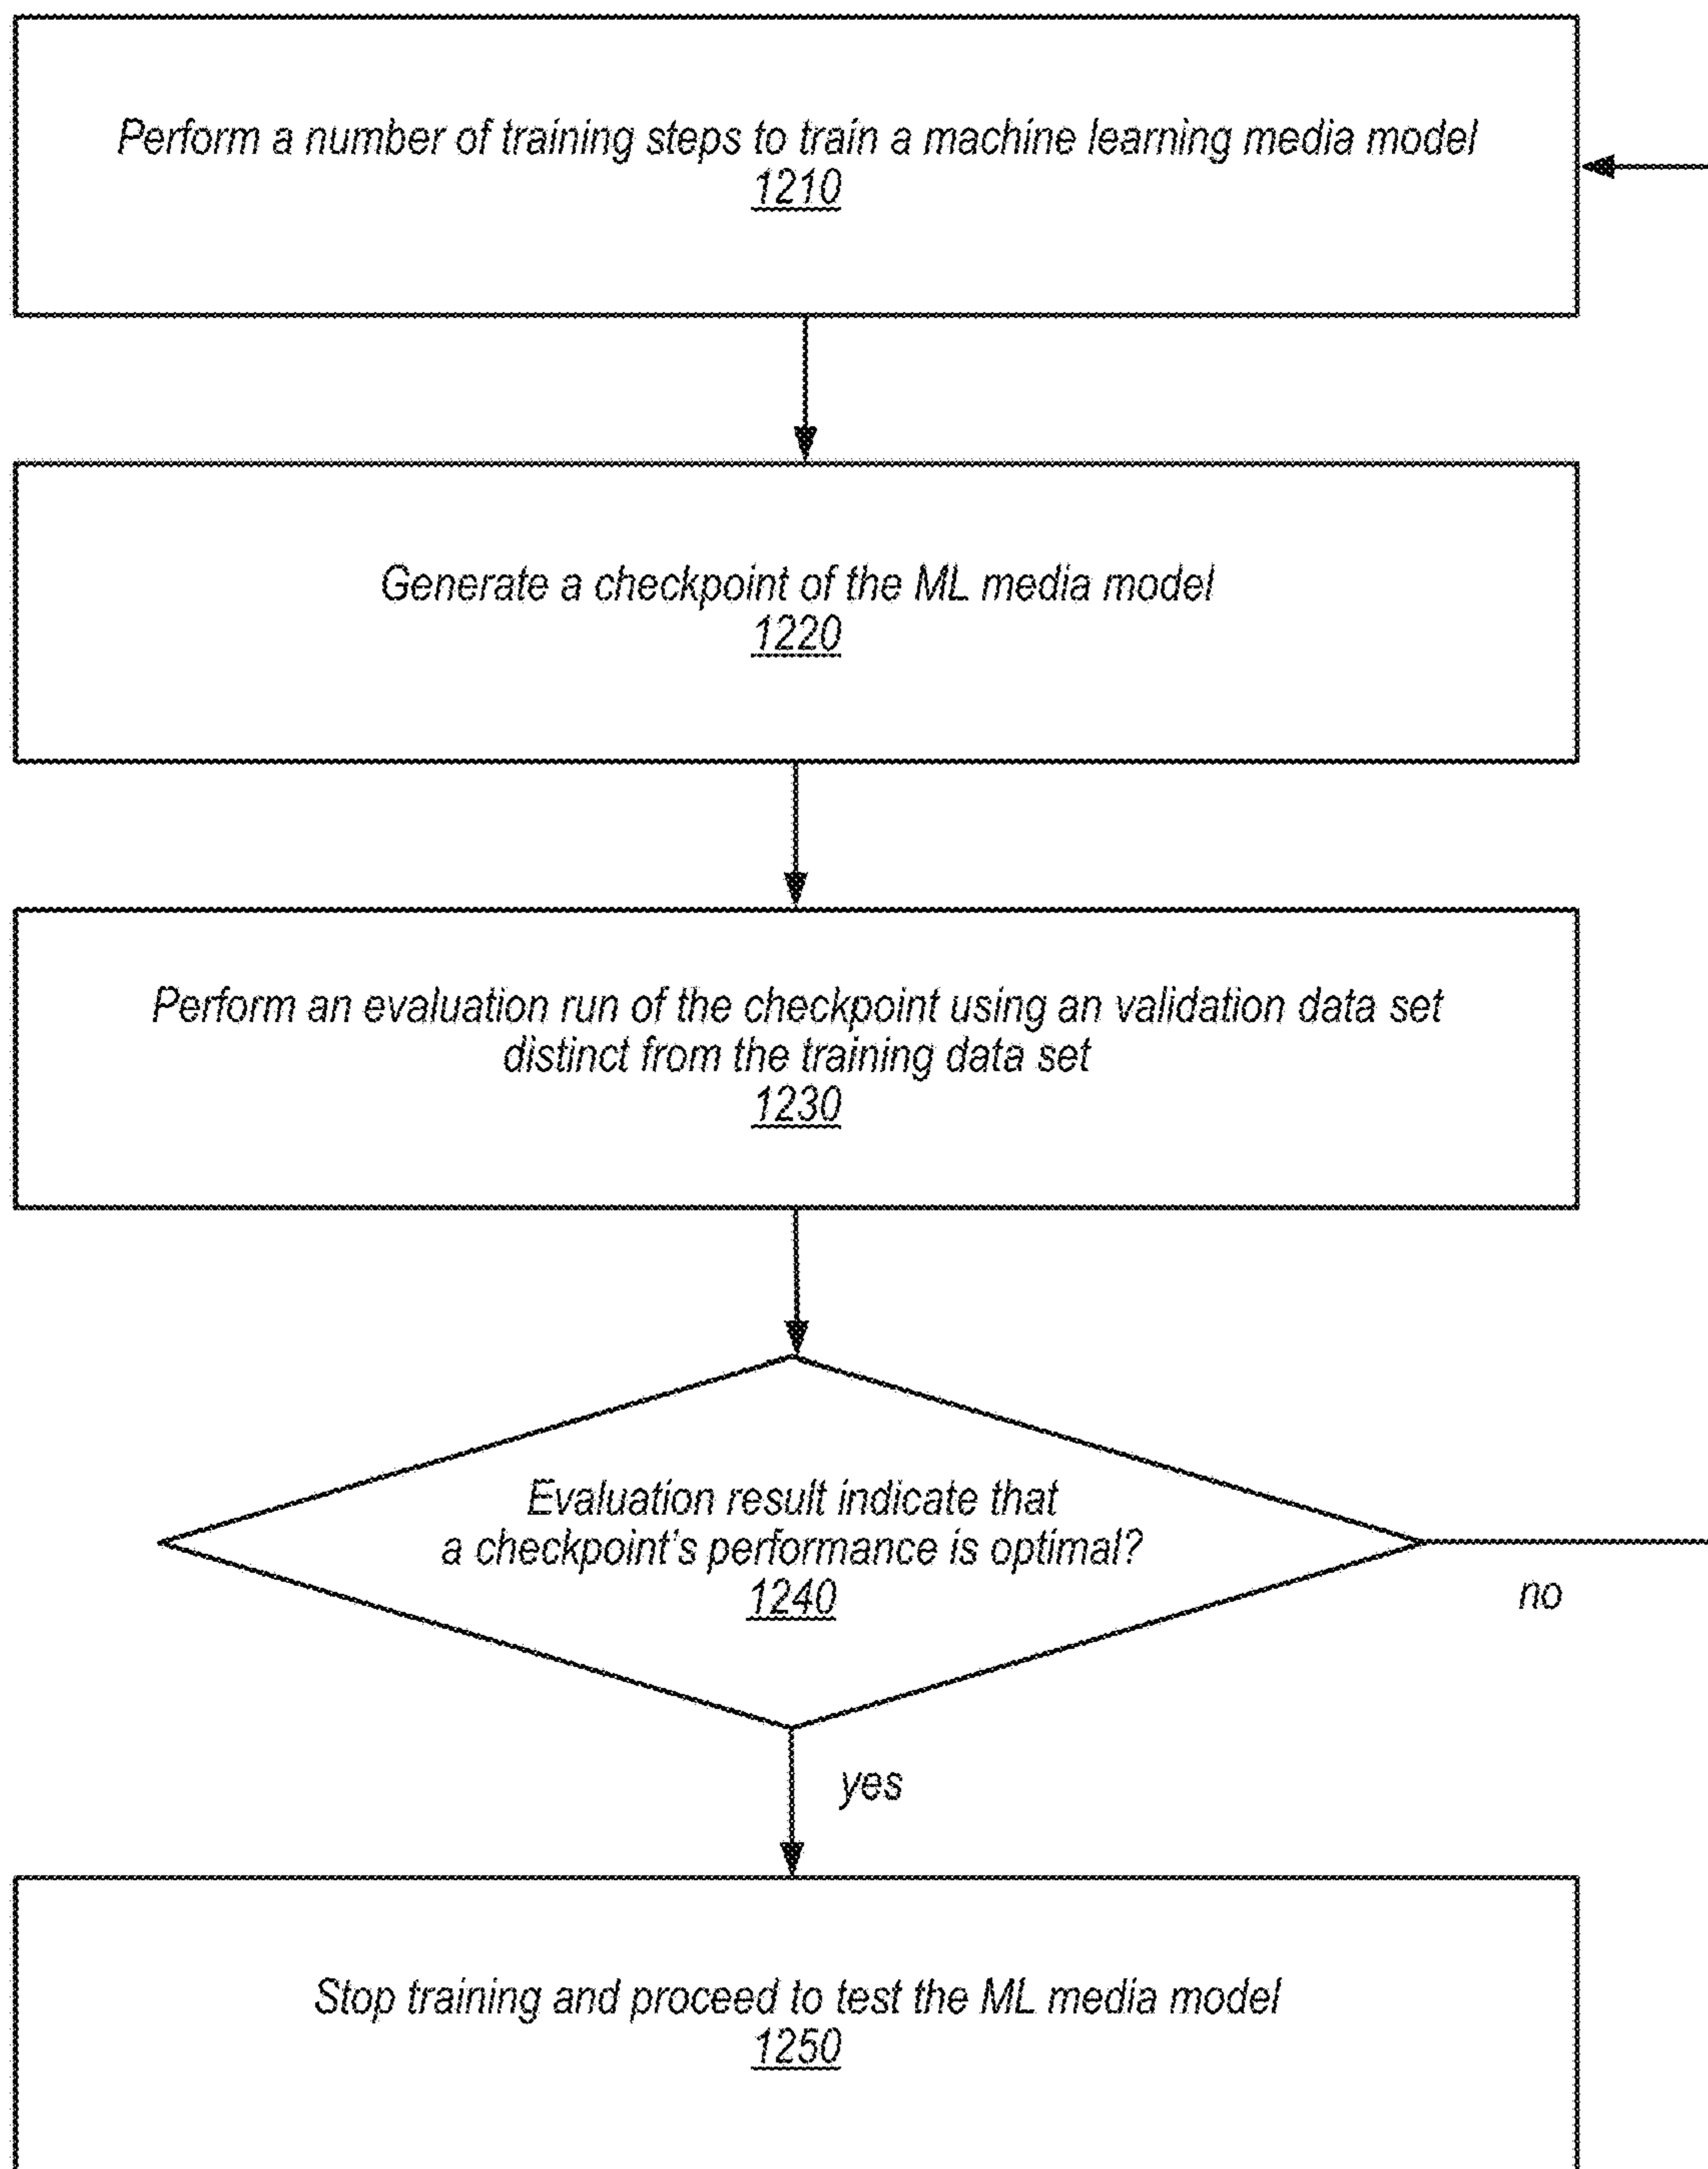 Perform a number of training steps to train a machine learning media model
1210
Generate a checkpoint of the ML media model
1220
Perform an evaluation run of the checkpoint using an validation data set
distinct from the training data set
1230
Evaluation result indicate that
a checkpoint's performance is optimal?
1240
no
yes
Stop training and proceed to test the ML media model
1250